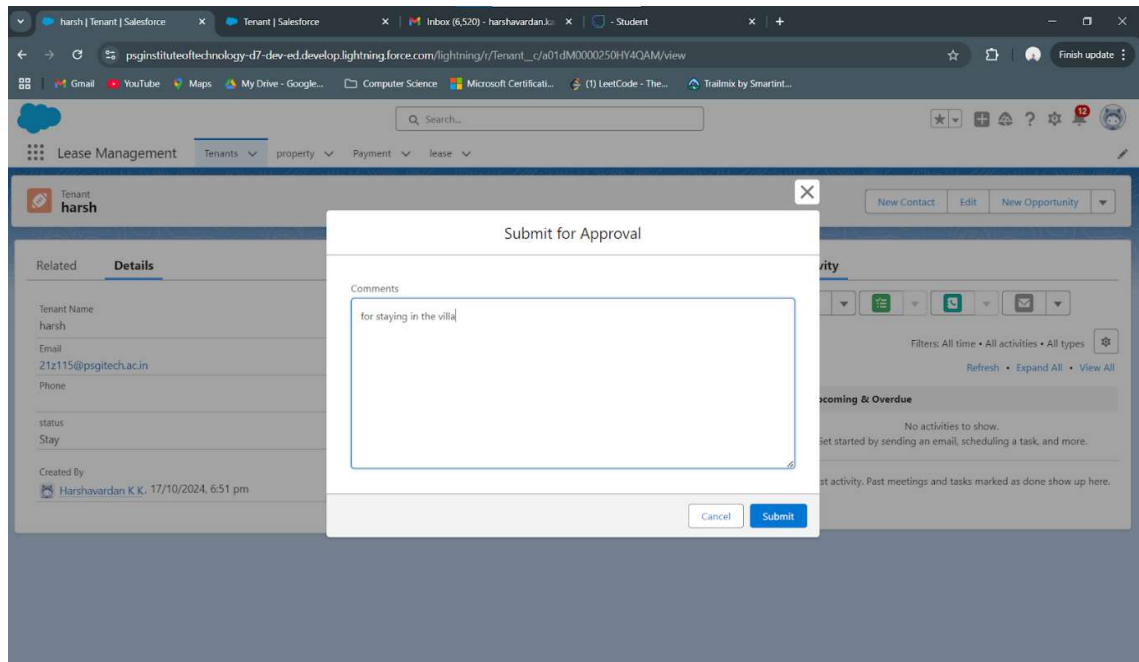 harsh | Tenant | Salesforce
Tenant | Salesforce
Inbox (6,520) - harshavardan.k
- Student
psginstituteoftechnology-d7-dev-ed.develop.lightning.force.com/lightning/r/Tenant__c/a01dM0000250HY4QAM/view
Finish update
Gmail YouTube Maps My Drive - Google... Computer Science Microsoft Certificati... (1) LeetCode - The... Trailmix by Smartint...
Search...
12
Lease Management Tenants property Payment lease
Tenant
harsh
New Contact Edit New Opportunity
Submit for Approval
Related Details
vity
Comments
for staying in the villa
Tenant Name
harsh
Filters: All time • All activities • All types
Email
21z115@psgitech.ac.in
Refresh • Expand All • View All
Phone
pcoming & Overdue
status
Stay
No activities to show.
Get started by sending an email, scheduling a task, and more.
Created By
Harshavardan K K, 17/10/2024, 6:51 pm
st activity. Past meetings and tasks marked as done show up here.
Cancel Submit